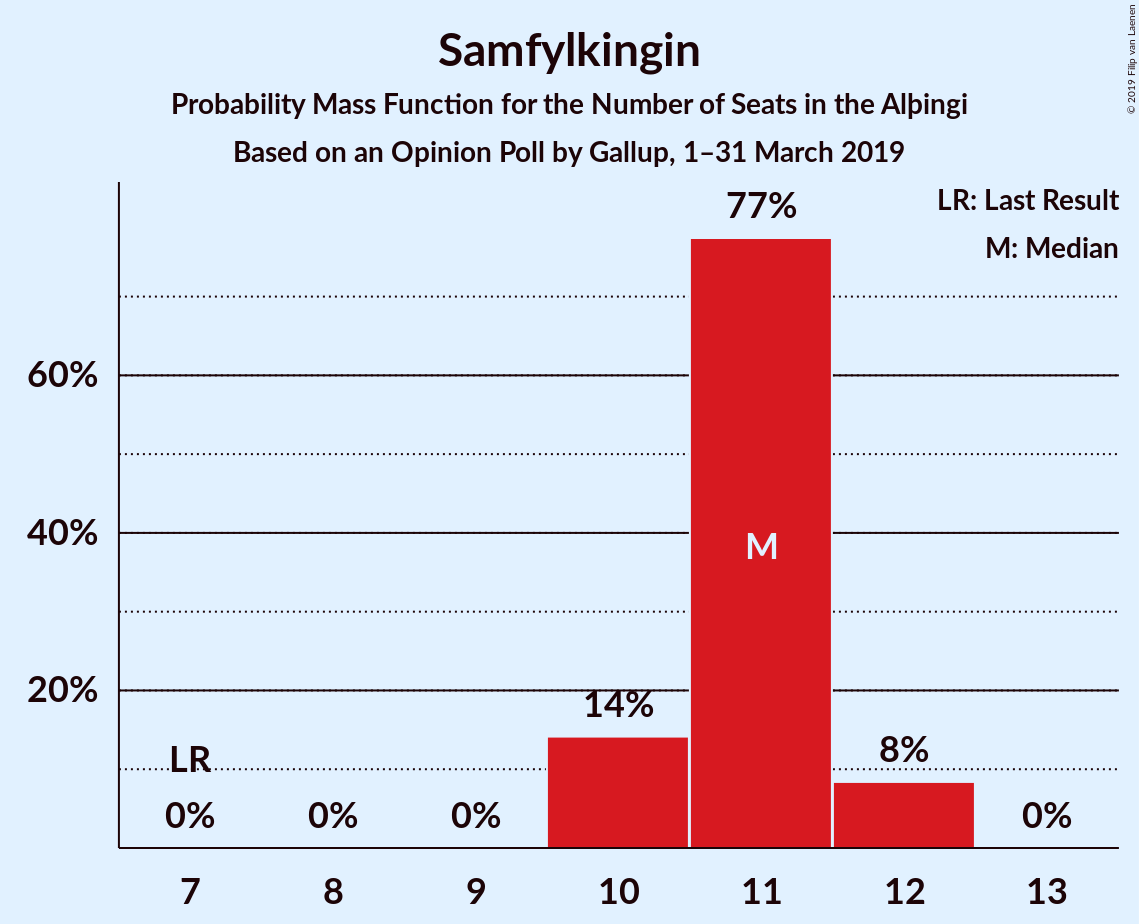 Samfylkingin
Probability Mass Function for the Number of Seats in the Alþingi
Based on an Opinion Poll by Gallup, 1–31 March 2019
© 2019 Filip van Laenen
LR: Last Result
M: Median
77%
60%
40%
M
20%
14%
LR
8%
0%
0%
0%
0%
7
8
9
10
11
12
13